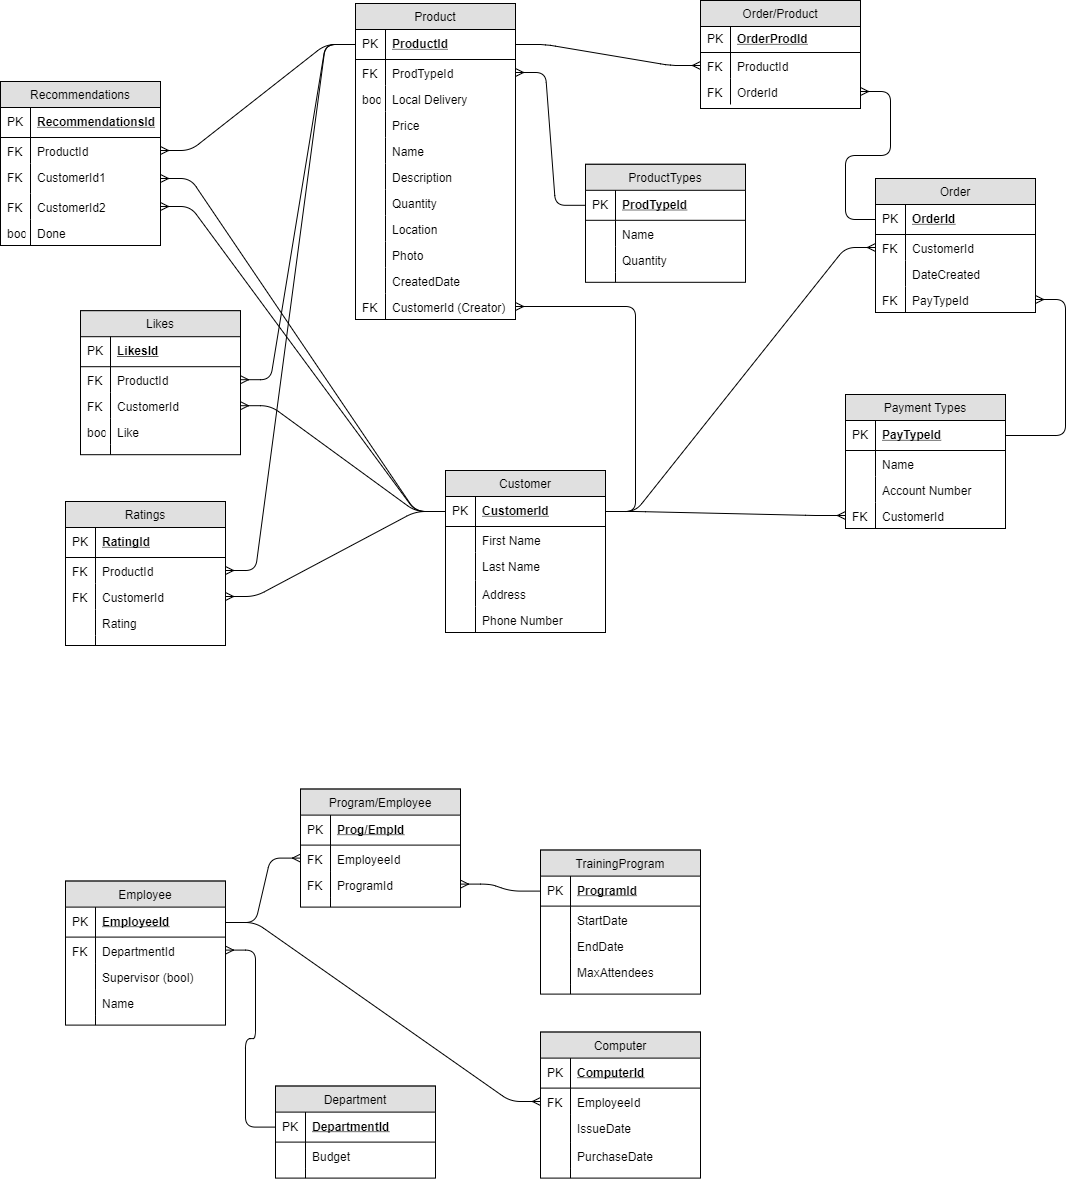 Product
PK ProductId
FK ProdTypeId
boo Local Delivery
Price
Name
Description
Quantity
Location
Photo
CreatedDate
FK CustomerId (Creator)
Order/Product
PK OrderProdId
FK ProductId
FK OrderId
Recommendations
PK RecommendationsId
FK ProductId
FK CustomerId1
FK CustomerId2
boo Done
ProductTypes
PK ProdTypeId
Name
Quantity
Order
PK OrderId
FK CustomerId
DateCreated
FK PayTypeId
Likes
PK LikesId
FK ProductId
FK CustomerId
boo Like
Payment Types
PK PayTypeId
Name
Account Number
FK CustomerId
Customer
PK CustomerId
First Name
Last Name
Address
Phone Number
Ratings
PK RatingId
FK ProductId
FK CustomerId
Rating
Program/Employee
PK Prog/EmpId
FK EmployeeId
FK ProgramId
TrainingProgram
PK ProgramId
StartDate
EndDate
MaxAttendees
Employee
PK EmployeeId
FK DepartmentId
Supervisor (bool)
Name
Computer
PK ComputerId
FK EmployeeId
IssueDate
PurchaseDate
Department
PK DepartmentId
Budget